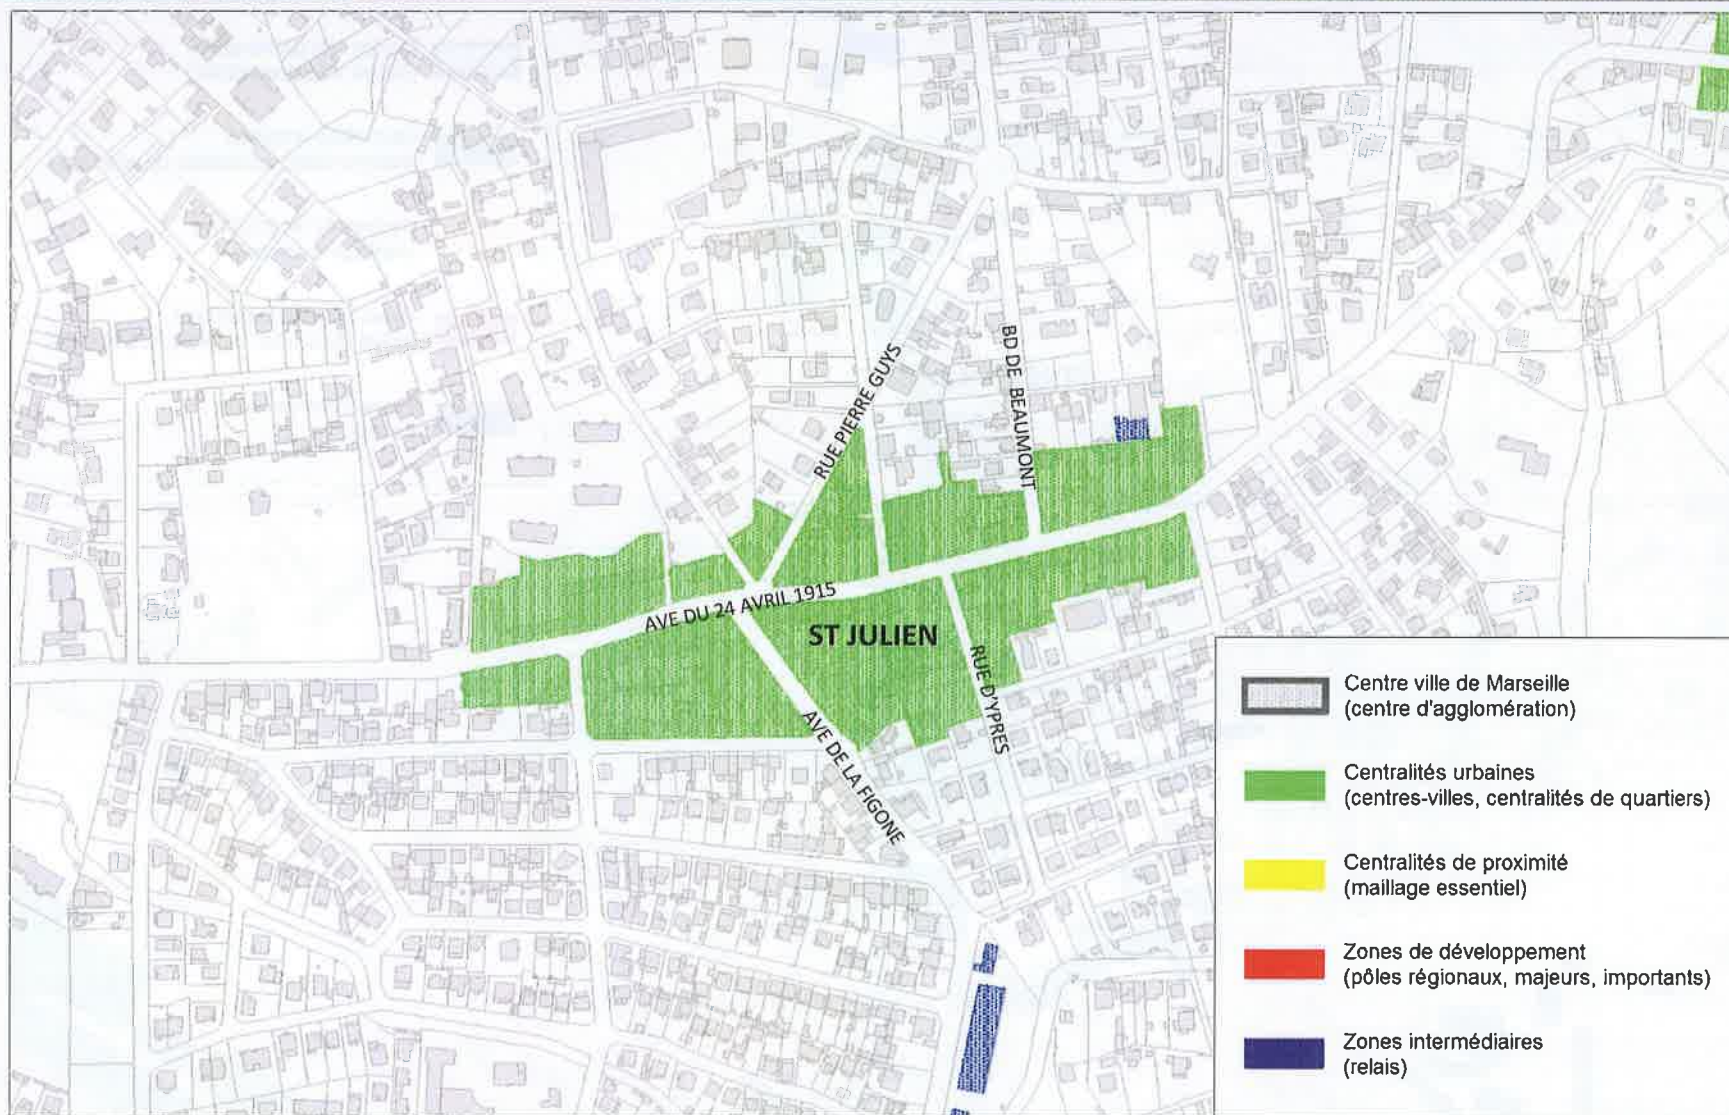 RUE PIERRE GUYS
BD DE BEAUMONT
AVE DU 24 AVRIL 1915
ST JULIEN
RUE D'YPRES
AVE DE LA FIGONE
Centre ville de Marseille
(centre d'agglomération)
Centralités urbaines
(centres-villes, centralités de quartiers)
Centralités de proximité
(maillage essentiel)
Zones de développement
(pôles régionaux, majeurs, importants)
Zones intermédiaires
(relais)